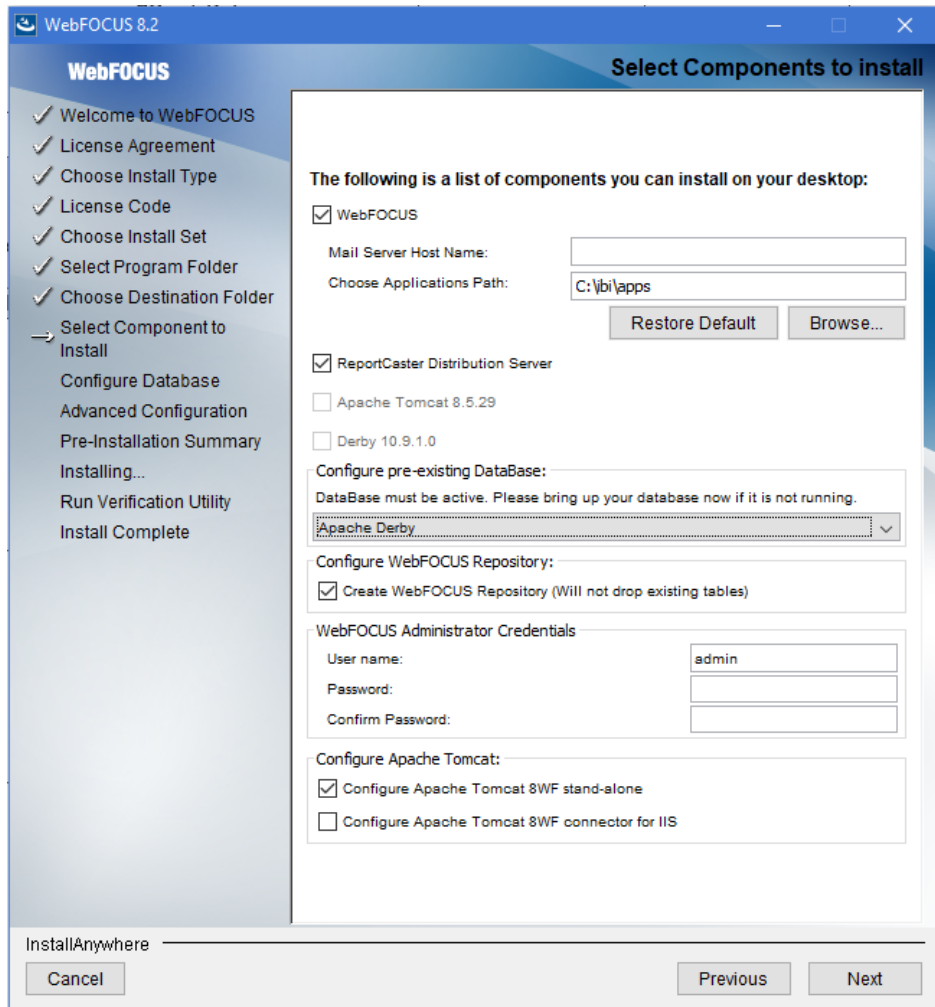 WebFOCUS 8.2
WebFOCUS
Select Components to install
Welcome to WebFOCUS
License Agreement
Choose Install Type
License Code
Choose Install Set
Select Program Folder
Choose Destination Folder
Select Component to
Install
Configure Database
Advanced Configuration
Pre-Installation Summary
Installing...
Run Verification Utility
Install Complete
The following is a list of components you can install on your desktop:
WebFOCUS
Mail Server Host Name:
Choose Applications Path:
C:\ibi\apps
Restore Default
Browse...
ReportCaster Distribution Server
Apache Tomcat 8.5.29
Derby 10.9.1.0
Configure pre-existing DataBase:
DataBase must be active. Please bring up your database now if it is not running.
Apache Derby
Configure WebFOCUS Repository:
Create WebFOCUS Repository (Will not drop existing tables)
WebFOCUS Administrator Credentials
User name:
admin
Password:
Confirm Password:
Configure Apache Tomcat:
Configure Apache Tomcat 8WF stand-alone
Configure Apache Tomcat 8WF connector for IIS
InstallAnywhere
Cancel
Previous
Next